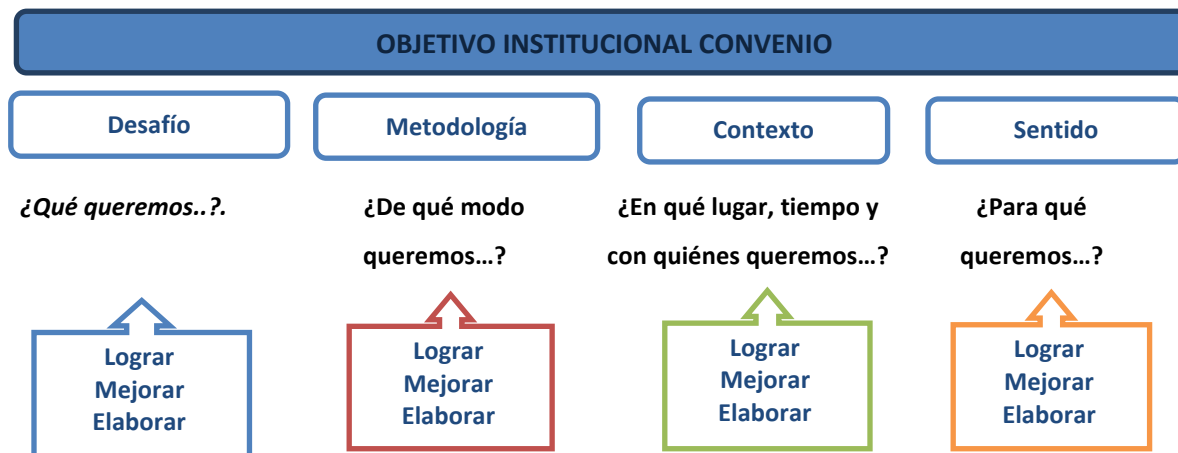 OBJETIVO INSTITUCIONAL CONVENIO
Desafío
Metodología
Contexto
Sentido
¿Qué queremos..?.
¿De qué modo
queremos…?
¿En qué lugar, tiempo y
con quiénes queremos…?
¿Para qué
queremos…?
Lograr
Mejorar
Elaborar
Lograr
Mejorar
Elaborar
Lograr
Mejorar
Elaborar
Lograr
Mejorar
Elaborar